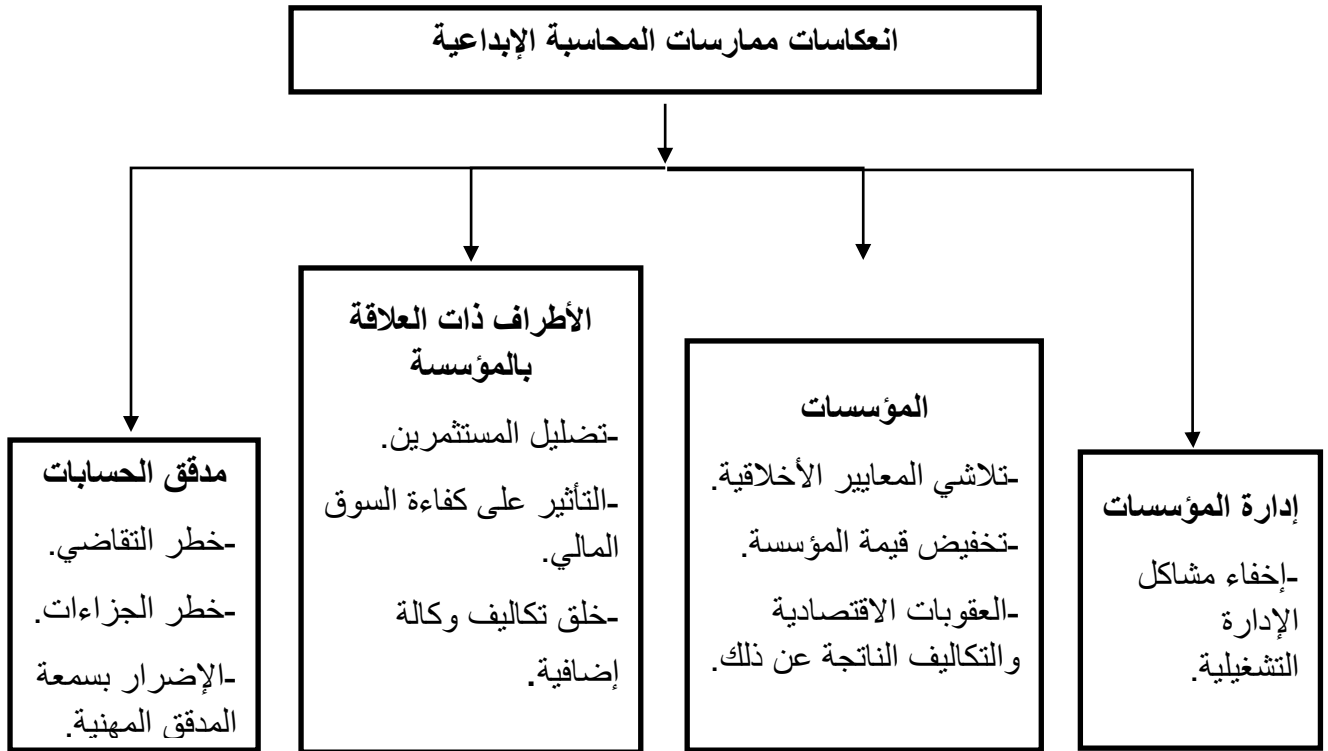 انعكاسات ممارسات المحاسبة الإبداعية
إدارة المؤسسات
-إخفاء مشاكل
الإدارة
التشغيلية.
المؤسسات
-تلاشي المعايير الأخلاقية.
-تخفيض قيمة المؤسسة.
-العقوبات الاقتصادية
والتكاليف الناتجة عن ذلك.
الأطراف ذات العلاقة
بالمؤسسة
-تضليل المستثمرين.
-التأثير على كفاءة السوق
المالي.
-خلق تكاليف وكالة
إضافية.
مدقق الحسابات
-خطر التقاضي.
-خطر الجزاءات.
-الإضرار بسمعة
المدقق المهنية.